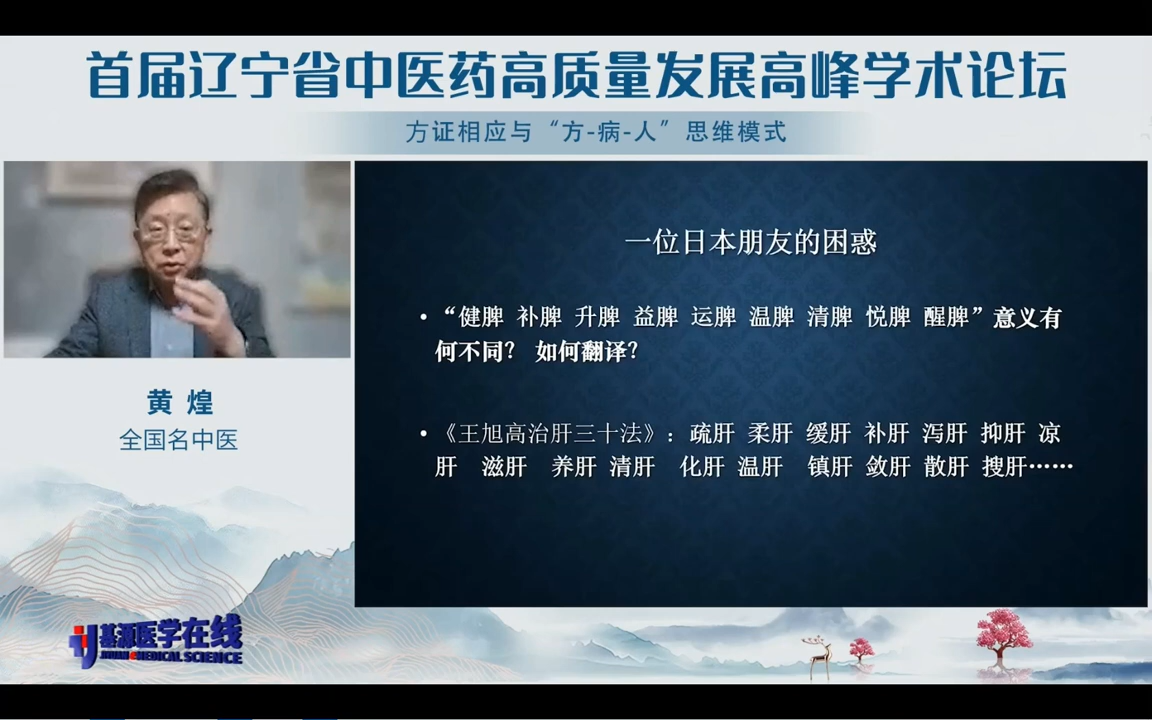 首届辽宁省中医药高质量发展高峰学术论坛
方证相应与“方-病-人”思维模式
黄 煌
全国名中医
一位日本朋友的困惑
• “健脾 补脾 升脾 益脾 运脾 温脾 清脾 悦脾 醒脾”意义有
何不同？ 如何翻译？
• 《王旭高治肝三十法》：疏肝 柔肝 缓肝 补肝 泻肝 抑肝 凉
肝 滋肝 养肝 清肝 化肝 温肝 镇肝 敛肝 散肝 搜肝……
基源医学在线
JIYUAN MEDICAL SCIENCE